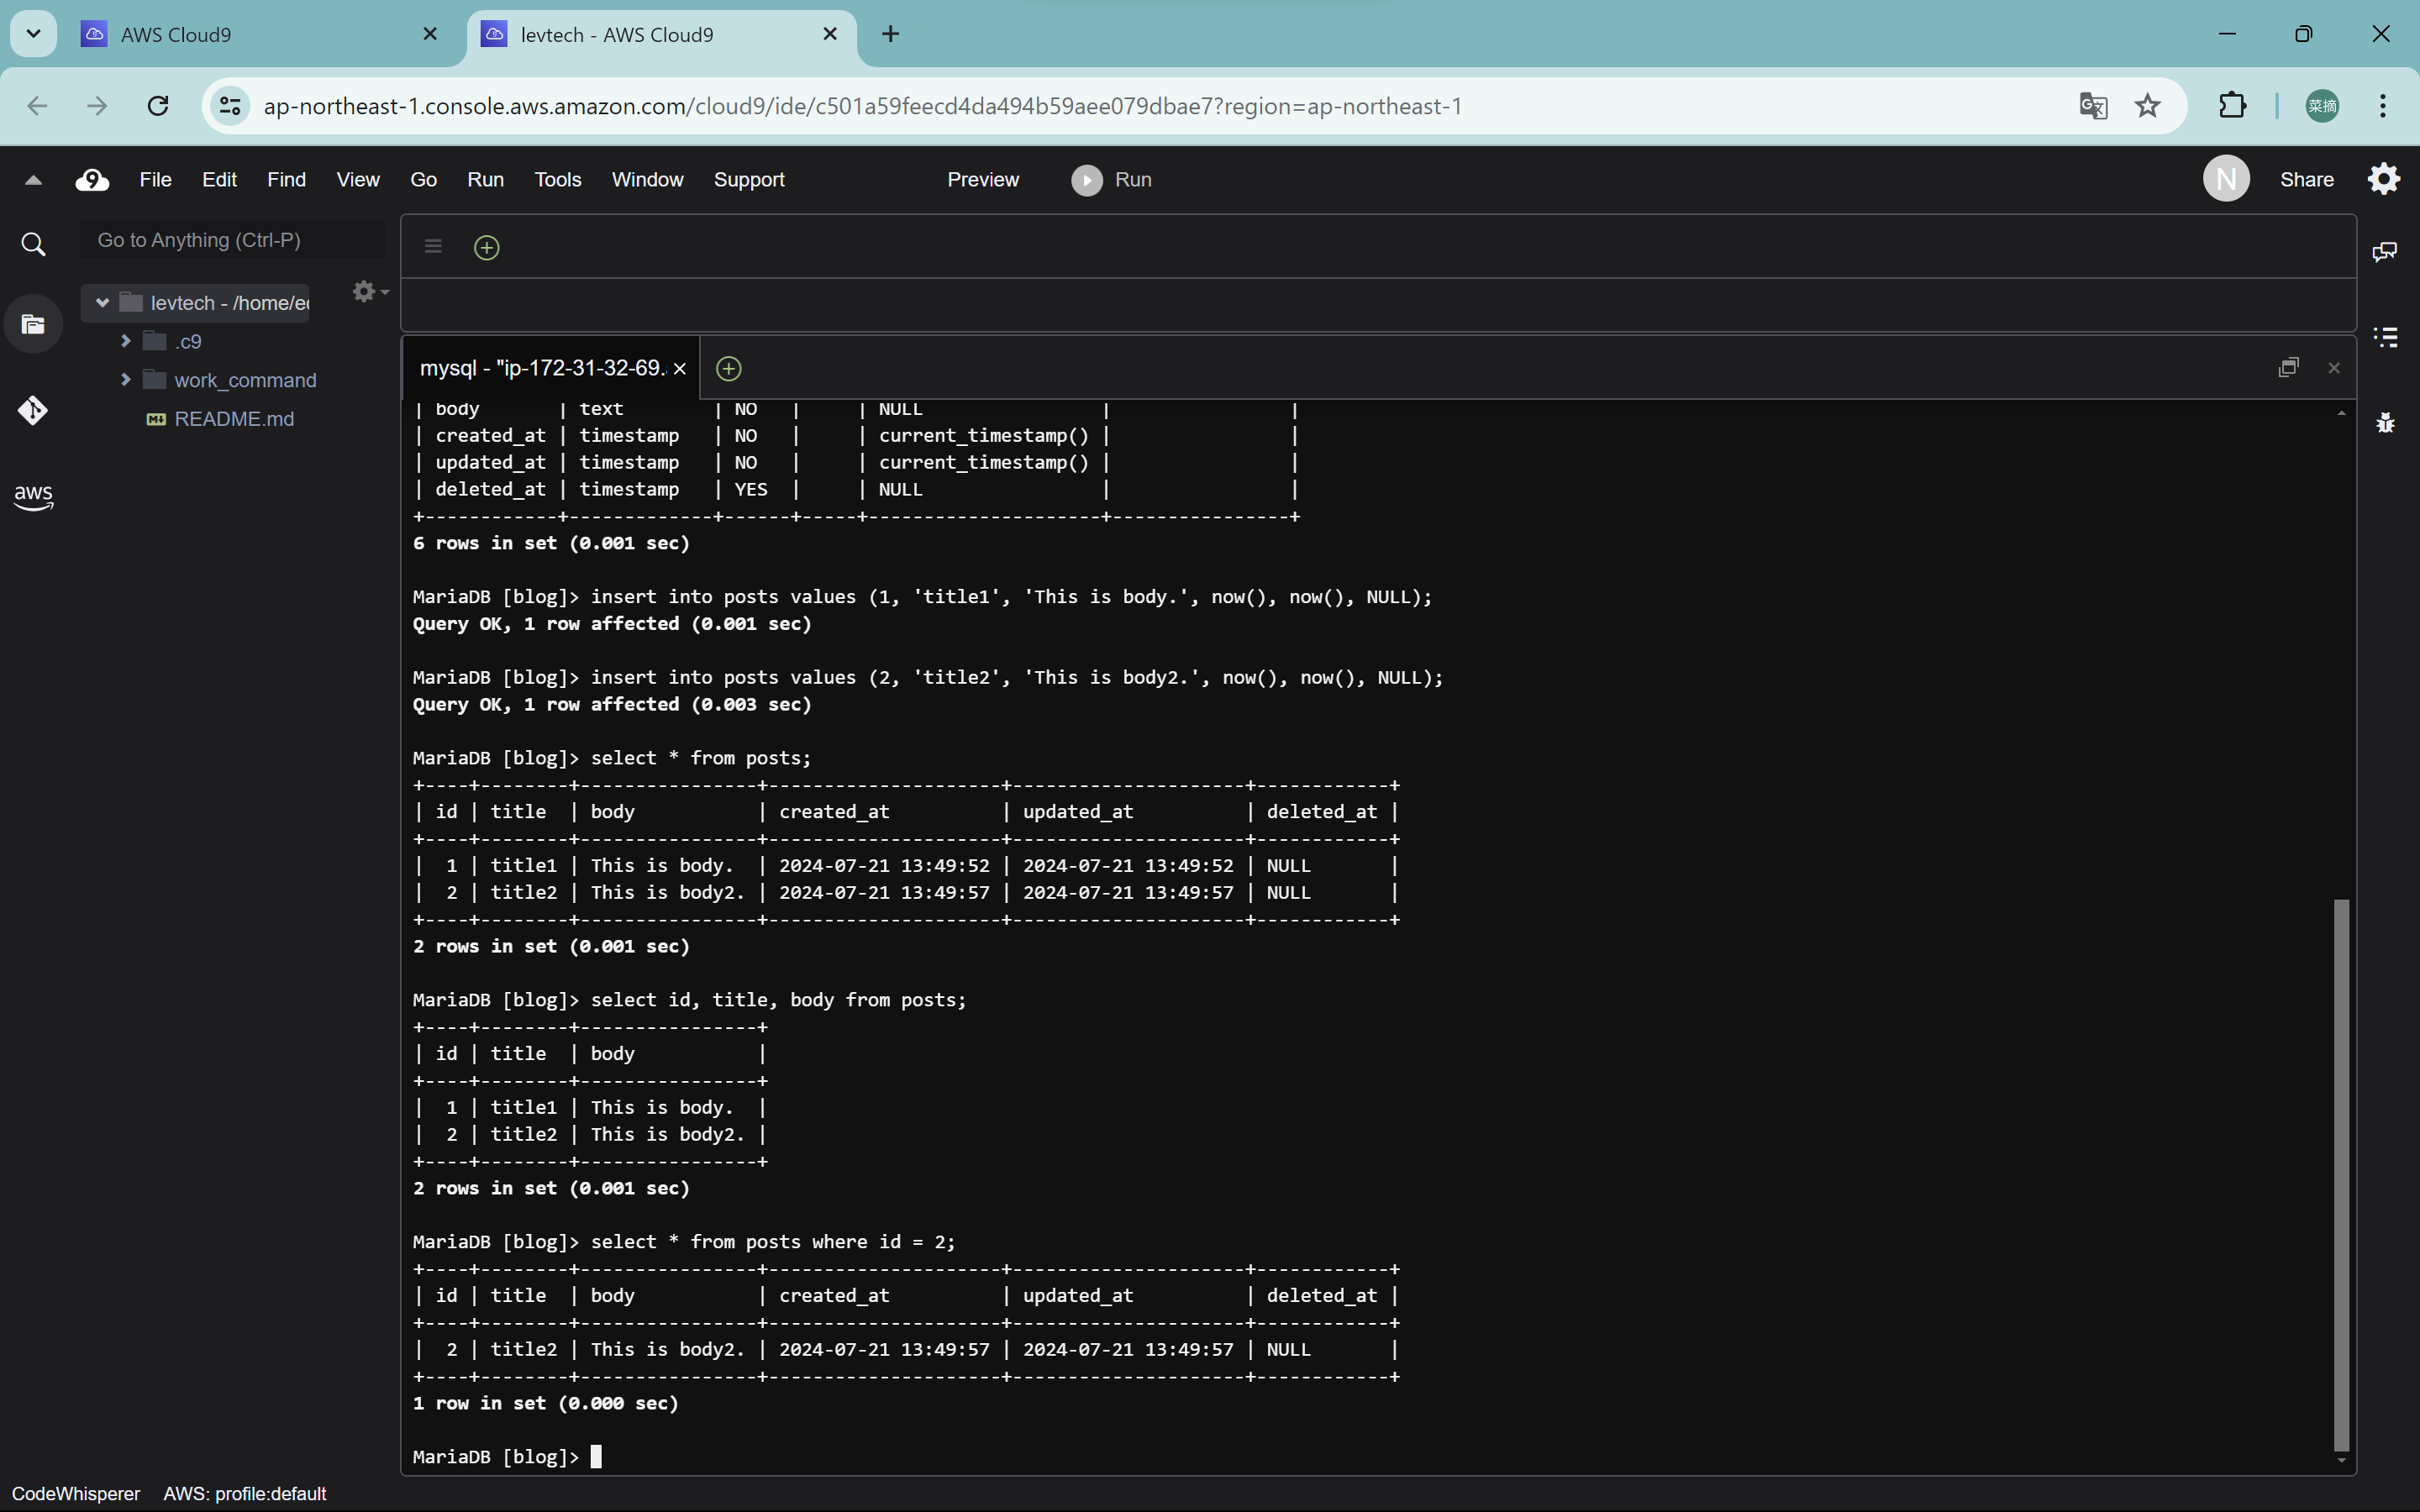 AWS Cloud9
levtech - AWS Cloud9
ap-northeast-1.console.aws.amazon.com/cloud9/ide/c501a59feecd4da494b59aee079dbae7?region=ap-northeast-1
菜摘
9 File Edit Find View Go Run Tools Window Support Preview Run N Share
Go to Anything (Ctrl-P)
levtech - /home/ec
.c9
work_command
README.md
aws
mysql - "ip-172-31-32-69.
| body       | text        | NO   |     | NULL                |                |
| created_at | timestamp   | NO   |     | current_timestamp() |                |
| updated_at | timestamp   | NO   |     | current_timestamp() |                |
| deleted_at | timestamp   | YES  |     | NULL                |                |
+------------+-------------+------+-----+---------------------+----------------+
6 rows in set (0.001 sec)
MariaDB [blog]> insert into posts values (1, 'title1', 'This is body.', now(), now(), NULL);
Query OK, 1 row affected (0.001 sec)
MariaDB [blog]> insert into posts values (2, 'title2', 'This is body2.', now(), now(), NULL);
Query OK, 1 row affected (0.003 sec)
MariaDB [blog]> select * from posts;
+----+--------+----------------+---------------------+---------------------+------------+
| id | title  | body           | created_at          | updated_at          | deleted_at |
+----+--------+----------------+---------------------+---------------------+------------+
|  1 | title1 | This is body.  | 2024-07-21 13:49:52 | 2024-07-21 13:49:52 | NULL       |
|  2 | title2 | This is body2. | 2024-07-21 13:49:57 | 2024-07-21 13:49:57 | NULL       |
+----+--------+----------------+---------------------+---------------------+------------+
2 rows in set (0.001 sec)
MariaDB [blog]> select id, title, body from posts;
+----+--------+----------------+
| id | title  | body           |
+----+--------+----------------+
|  1 | title1 | This is body.  |
|  2 | title2 | This is body2. |
+----+--------+----------------+
2 rows in set (0.001 sec)
MariaDB [blog]> select * from posts where id = 2;
+----+--------+----------------+---------------------+---------------------+------------+
| id | title  | body           | created_at          | updated_at          | deleted_at |
+----+--------+----------------+---------------------+---------------------+------------+
|  2 | title2 | This is body2. | 2024-07-21 13:49:57 | 2024-07-21 13:49:57 | NULL       |
+----+--------+----------------+---------------------+---------------------+------------+
1 row in set (0.000 sec)
MariaDB [blog]>
CodeWhisperer AWS: profile:default